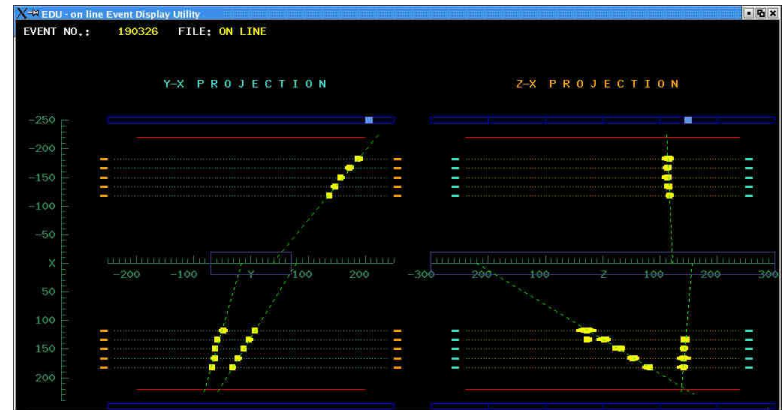 EDU - on line Event Display Utility
EVENT NO.: 190326 FILE: ON LINE
Y-X PROJECTION Z-X PROJECTION
-250
-200
-150
-100
-50
X
-200 -100 Y 100 200 -300 200 100 Z 100 200 300
50
100
150
200